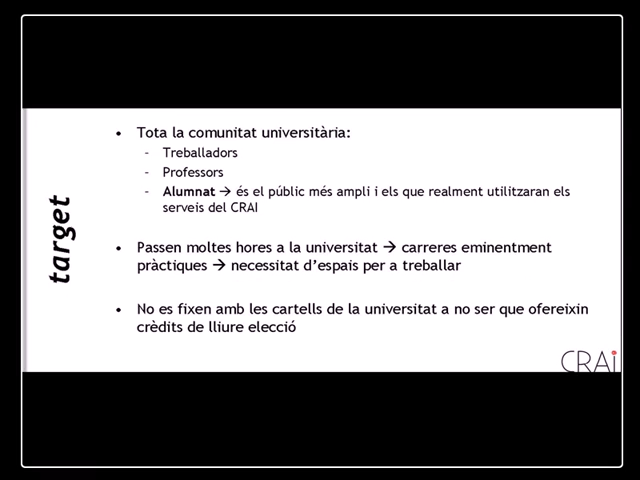 target
• Tota la comunitat universitària:
- Treballadors
- Professors
- Alumnat → és el públic més ampli i els que realment utilitzaran els
serveis del CRAI
• Passen moltes hores a la universitat → carreres eminentment
pràctiques → necessitat d’espais per a treballar
• No es fixen amb les cartells de la universitat a no ser que ofereixin
crèdits de lliure elecció
CRAi